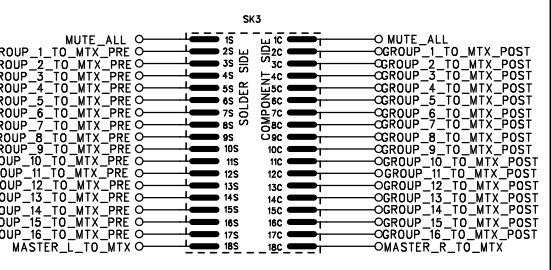 SK3
MUTE_ALL 1S 1C MUTE_ALL
ROUP_1_TO_MTX_PRE 2S 2C GROUP_1_TO_MTX_POST
ROUP_2_TO_MTX_PRE 3S 3C GROUP_2_TO_MTX_POST
ROUP_3_TO_MTX_PRE 4S 4C GROUP_3_TO_MTX_POST
ROUP_4_TO_MTX_PRE 5S 5C GROUP_4_TO_MTX_POST
ROUP_5_TO_MTX_PRE 6S 6C GROUP_5_TO_MTX_POST
ROUP_6_TO_MTX_PRE 7S 7C GROUP_6_TO_MTX_POST
ROUP_7_TO_MTX_PRE 8S 8C GROUP_7_TO_MTX_POST
ROUP_8_TO_MTX_PRE 9S 9C GROUP_8_TO_MTX_POST
ROUP_9_TO_MTX_PRE 10S 10C GROUP_9_TO_MTX_POST
OUP_10_TO_MTX_PRE 11S 11C GROUP_10_TO_MTX_POST
OUP_11_TO_MTX_PRE 12S 12C GROUP_11_TO_MTX_POST
OUP_12_TO_MTX_PRE 13S 13C GROUP_12_TO_MTX_POST
OUP_13_TO_MTX_PRE 14S 14C GROUP_13_TO_MTX_POST
OUP_14_TO_MTX_PRE 15S 15C GROUP_14_TO_MTX_POST
OUP_15_TO_MTX_PRE 16S 16C GROUP_15_TO_MTX_POST
OUP_16_TO_MTX_PRE 17S 17C GROUP_16_TO_MTX_POST
MASTER_L_TO_MTX 18S 18C MASTER_R_TO_MTX
SOLDER SIDE
COMPONENT SIDE